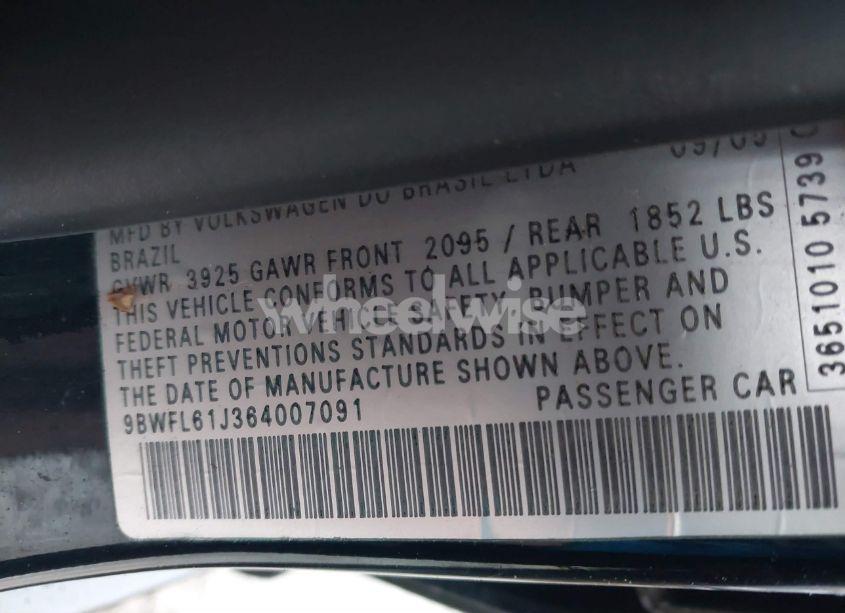 09/05
MFD BY VOLKSWAGEN DO BRASIL LTDA
BRAZIL
GVWR 3925 GAWR FRONT 2095 / REAR 1852 LBS
THIS VEHICLE CONFORMS TO ALL APPLICABLE U.S.
FEDERAL MOTOR VEHICLE SAFETY, BUMPER AND
THEFT PREVENTIONS STANDARDS IN EFFECT ON
THE DATE OF MANUFACTURE SHOWN ABOVE.
9BWFL61J364007091 PASSENGER CAR
3651010 5739
wheelwise